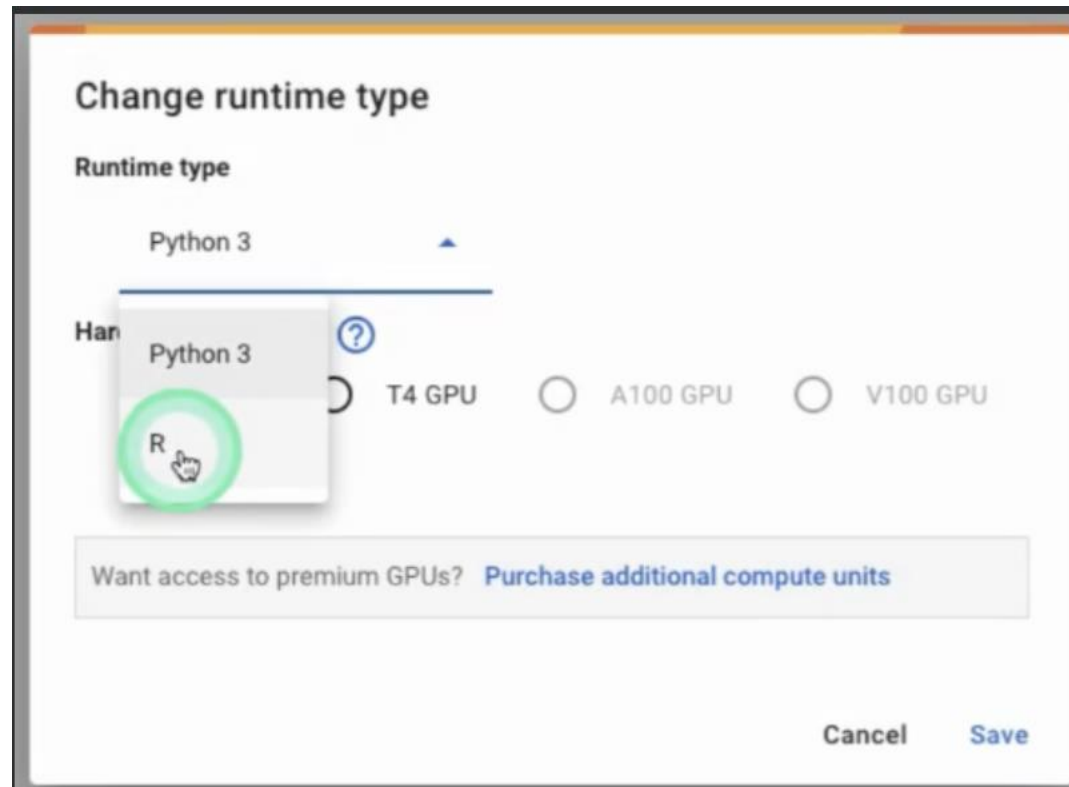 Change runtime type
Runtime type
Python 3
Python 3
T4 GPU A100 GPU V100 GPU
R
Want access to premium GPUs? Purchase additional compute units
Cancel Save